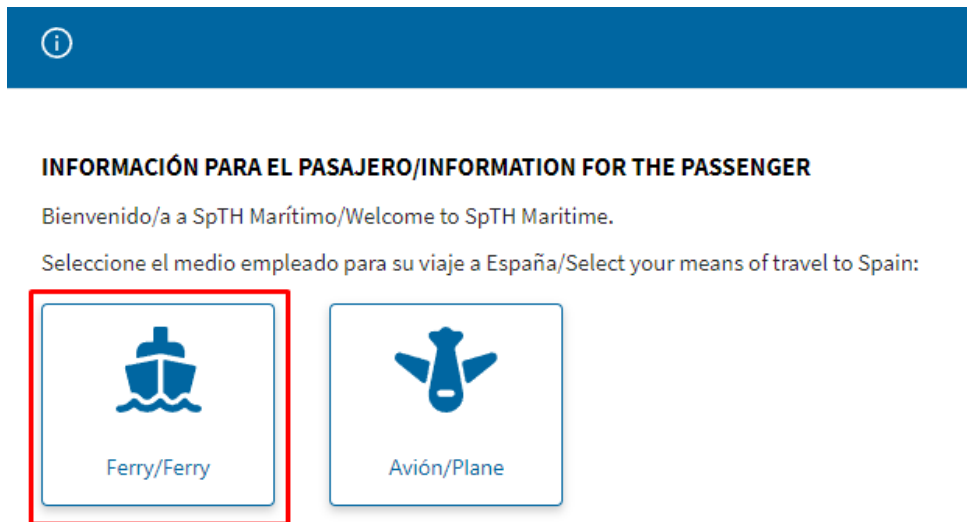 INFORMACIÓN PARA EL PASAJERO/INFORMATION FOR THE PASSENGER
Bienvenido/a a SpTH Marítimo/Welcome to SpTH Maritime.
Seleccione el medio empleado para su viaje a España/Select your means of travel to Spain:
Ferry/Ferry
Avión/Plane